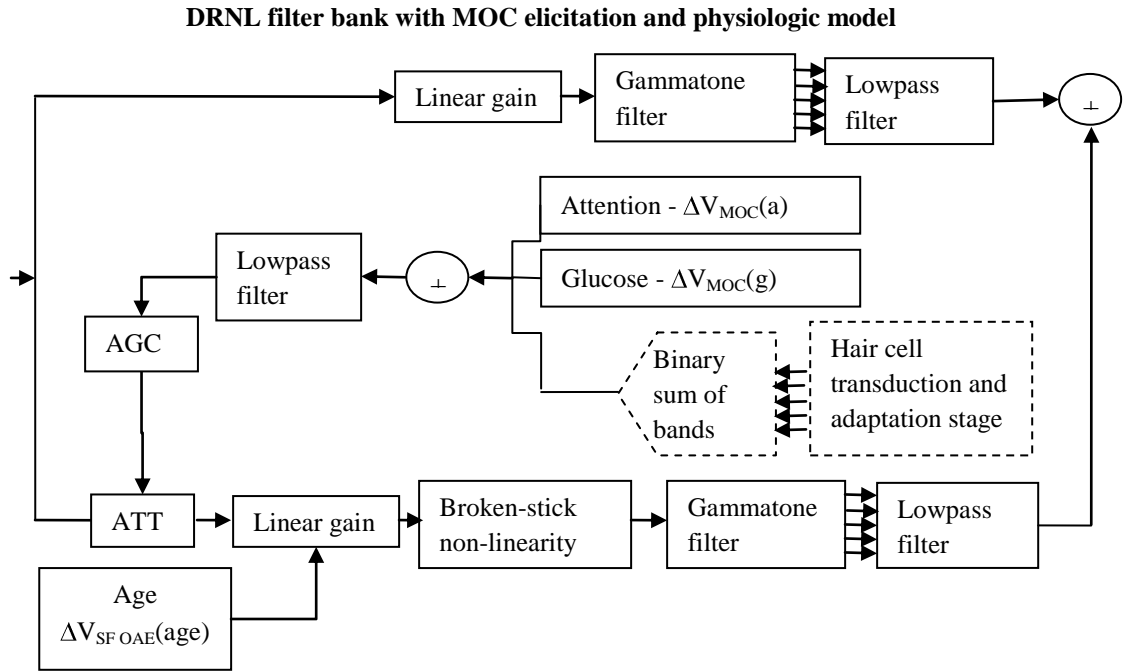 DRNL filter bank with MOC elicitation and physiologic model
Linear gain
Gammatone
filter
Lowpass
filter
+
Attention - ΔV_MOC(a)
Lowpass
filter
+
Glucose - ΔV_MOC(g)
AGC
Binary
sum of
bands
Hair cell
transduction and
adaptation stage
ATT
Linear gain
Broken-stick
non-linearity
Gammatone
filter
Lowpass
filter
Age
ΔV_SF OAE(age)